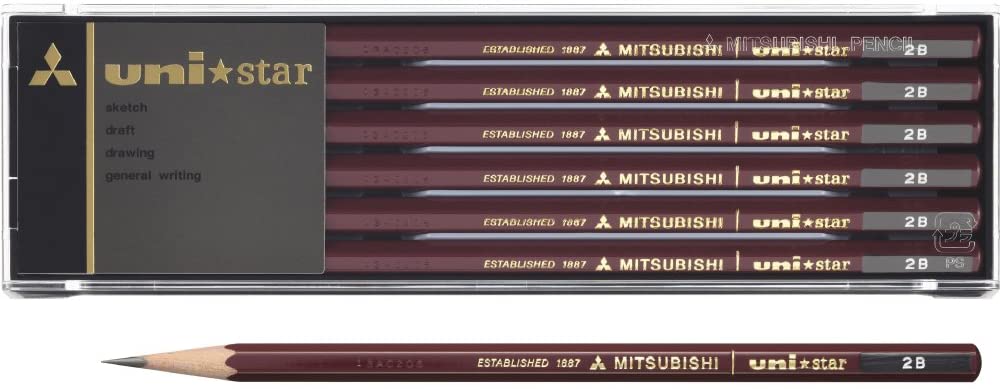 MITSUBISHI PENCIL
uni★star
sketch
draft
drawing
general writing
ESTABLISHED 1887 MITSUBISHI | uni★star 2B
ESTABLISHED 1887 MITSUBISHI | uni★star 2B
ESTABLISHED 1887 MITSUBISHI | uni★star 2B
ESTABLISHED 1887 MITSUBISHI | uni★star 2B
ESTABLISHED 1887 MITSUBISHI | uni★star 2B
ESTABLISHED 1887 MITSUBISHI | uni★star 2B
PS
ESTABLISHED 1887 MITSUBISHI | uni★star 2B